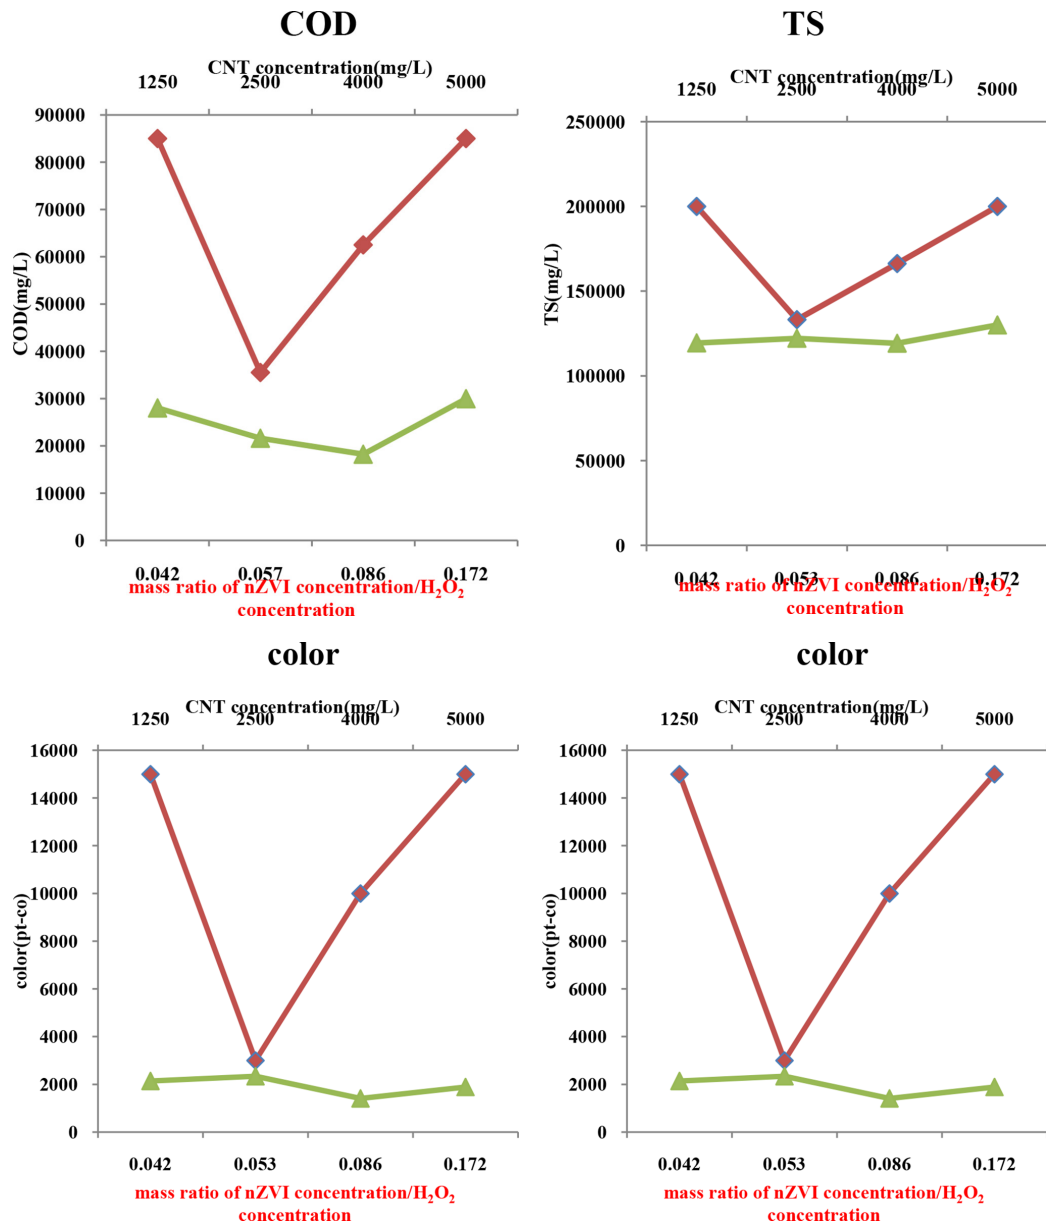 COD
CNT concentration(mg/L)
1250 2500 4000 5000
90000
80000
70000
60000
50000
40000
30000
20000
10000
0
COD(mg/L)
0.042 0.057 0.086 0.172
mass ratio of nZVI concentration/H₂O₂
concentration
TS
CNT concentration(mg/L)
1250 2500 4000 5000
250000
200000
150000
100000
50000
0
TS(mg/L)
0.042 0.053 0.086 0.172
mass ratio of nZVI concentration/H₂O₂
concentration
color
CNT concentration(mg/L)
1250 2500 4000 5000
16000
14000
12000
10000
8000
6000
4000
2000
0
color(pt-co)
0.042 0.053 0.086 0.172
mass ratio of nZVI concentration/H₂O₂
concentration
color
CNT concentration(mg/L)
1250 2500 4000 5000
16000
14000
12000
10000
8000
6000
4000
2000
0
color(pt-co)
0.042 0.053 0.086 0.172
mass ratio of nZVI concentration/H₂O₂
concentration